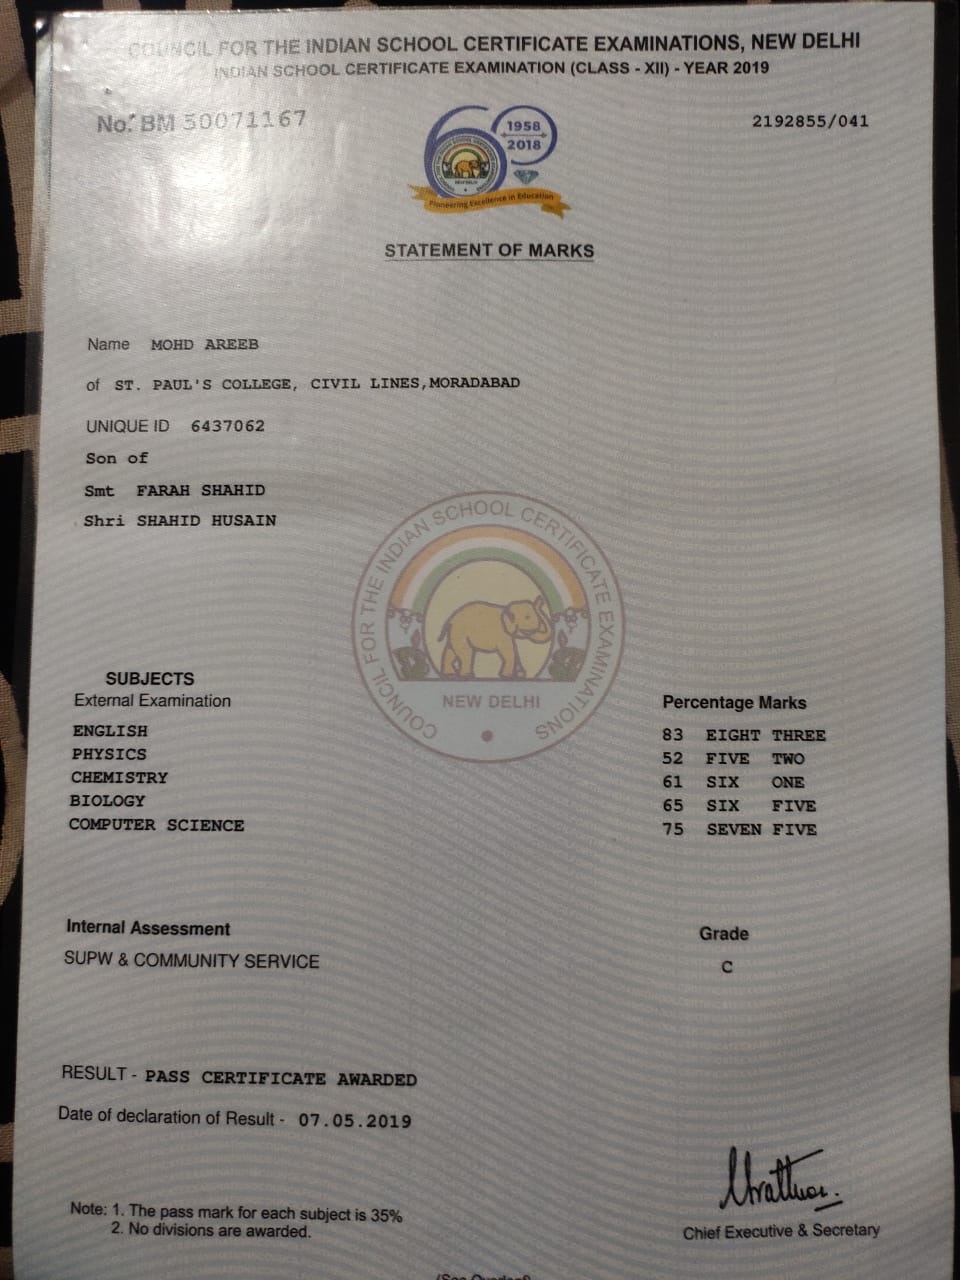 COUNCIL FOR THE INDIAN SCHOOL CERTIFICATE EXAMINATIONS, NEW DELHI
INDIAN SCHOOL CERTIFICATE EXAMINATION (CLASS - XII) - YEAR 2019
No. BM 50071167
2192855/041
1958
2018
Pioneering Excellence in Education
STATEMENT OF MARKS
Name MOHD AREEB
of ST. PAUL'S COLLEGE, CIVIL LINES,MORADABAD
UNIQUE ID 6437062
Son of
Smt FARAH SHAHID
Shri SHAHID HUSAIN
COUNCIL FOR THE INDIAN SCHOOL CERTIFICATE EXAMINATIONS
NEW DELHI
SUBJECTS
External Examination Percentage Marks
ENGLISH 83 EIGHT THREE
PHYSICS 52 FIVE TWO
CHEMISTRY 61 SIX ONE
BIOLOGY 65 SIX FIVE
COMPUTER SCIENCE 75 SEVEN FIVE
Internal Assessment Grade
SUPW & COMMUNITY SERVICE C
RESULT - PASS CERTIFICATE AWARDED
Date of declaration of Result - 07.05.2019
Note: 1. The pass mark for each subject is 35%
2. No divisions are awarded.
Chief Executive & Secretary